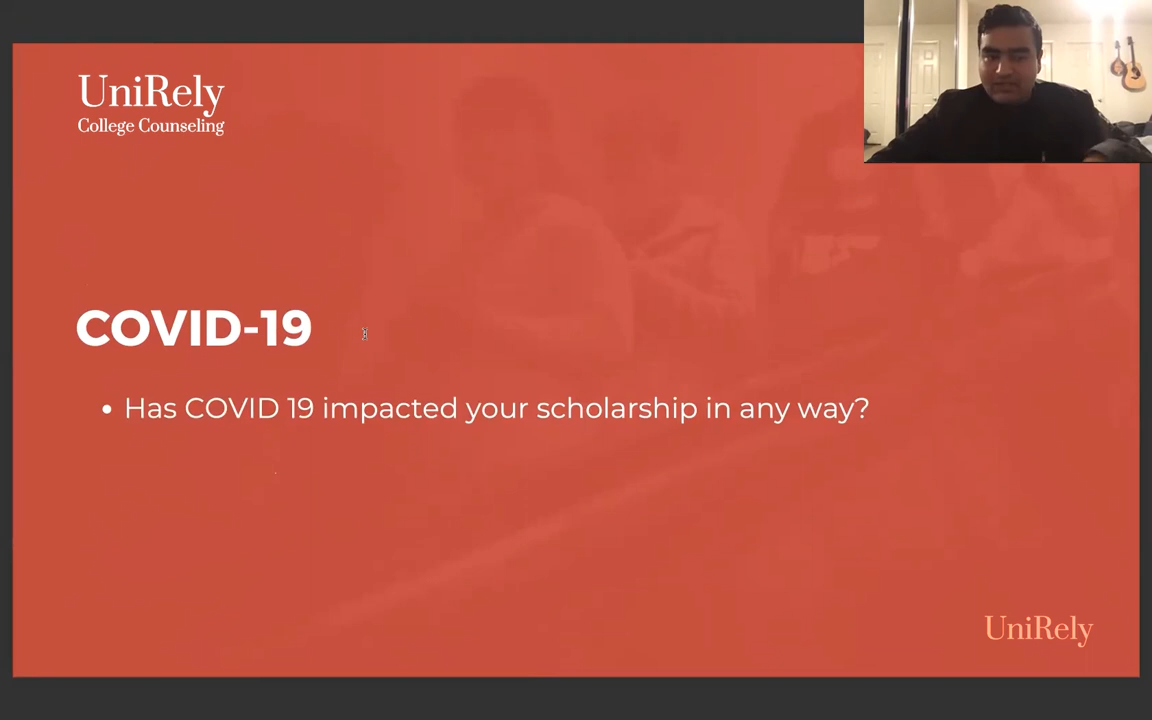 UniRely
College Counseling
COVID-19
• Has COVID 19 impacted your scholarship in any way?
UniRely